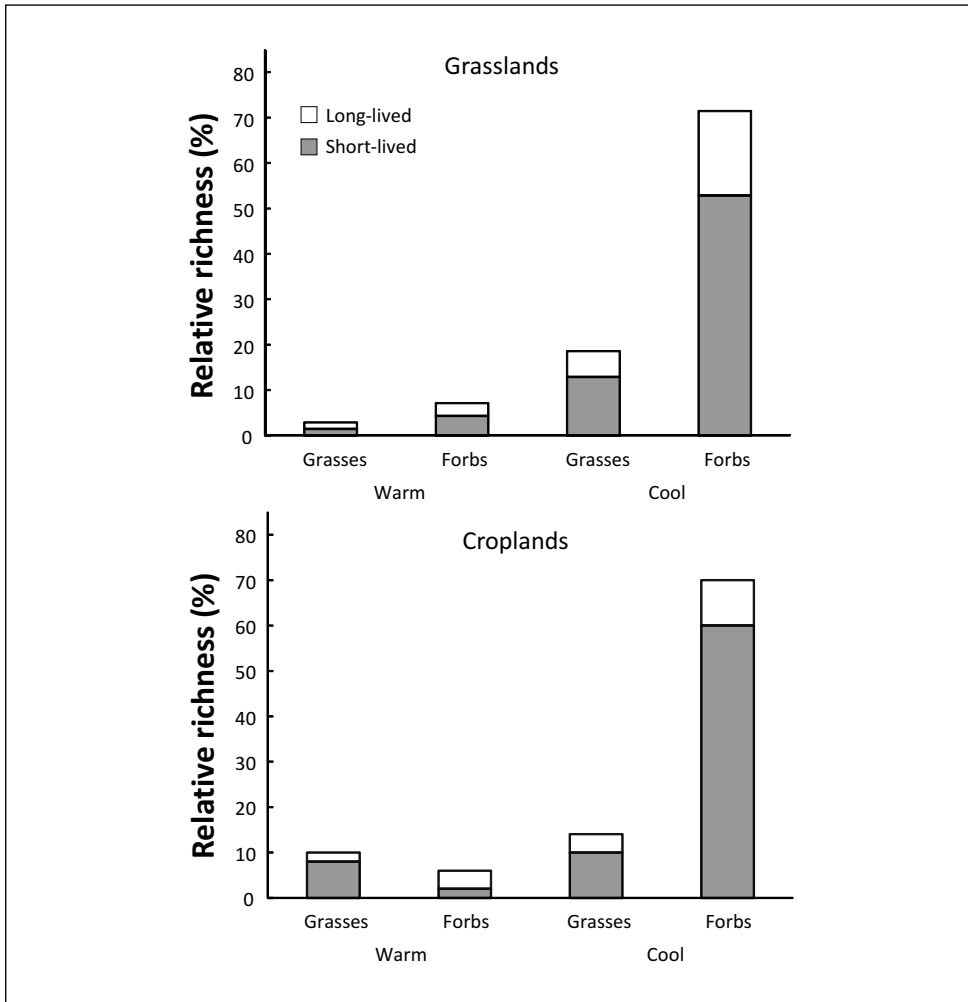 Grasslands
Long-lived
Short-lived
Relative richness (%)
80
70
60
50
40
30
20
10
0
Grasses Forbs Grasses Forbs
Warm Cool
Croplands
Relative richness (%)
80
70
60
50
40
30
20
10
0
Grasses Forbs Grasses Forbs
Warm Cool